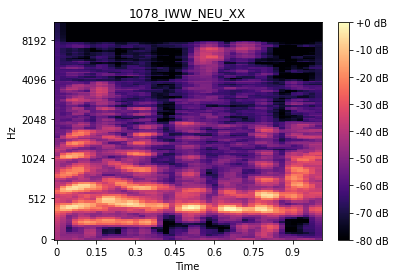 1078_IWW_NEU_XX
+0 dB
8192
-10 dB
4096
-20 dB
-30 dB
2048
Hz
-40 dB
1024
-50 dB
512
-60 dB
-70 dB
0
-80 dB
0 0.15 0.3 0.45 0.6 0.75 0.9
Time